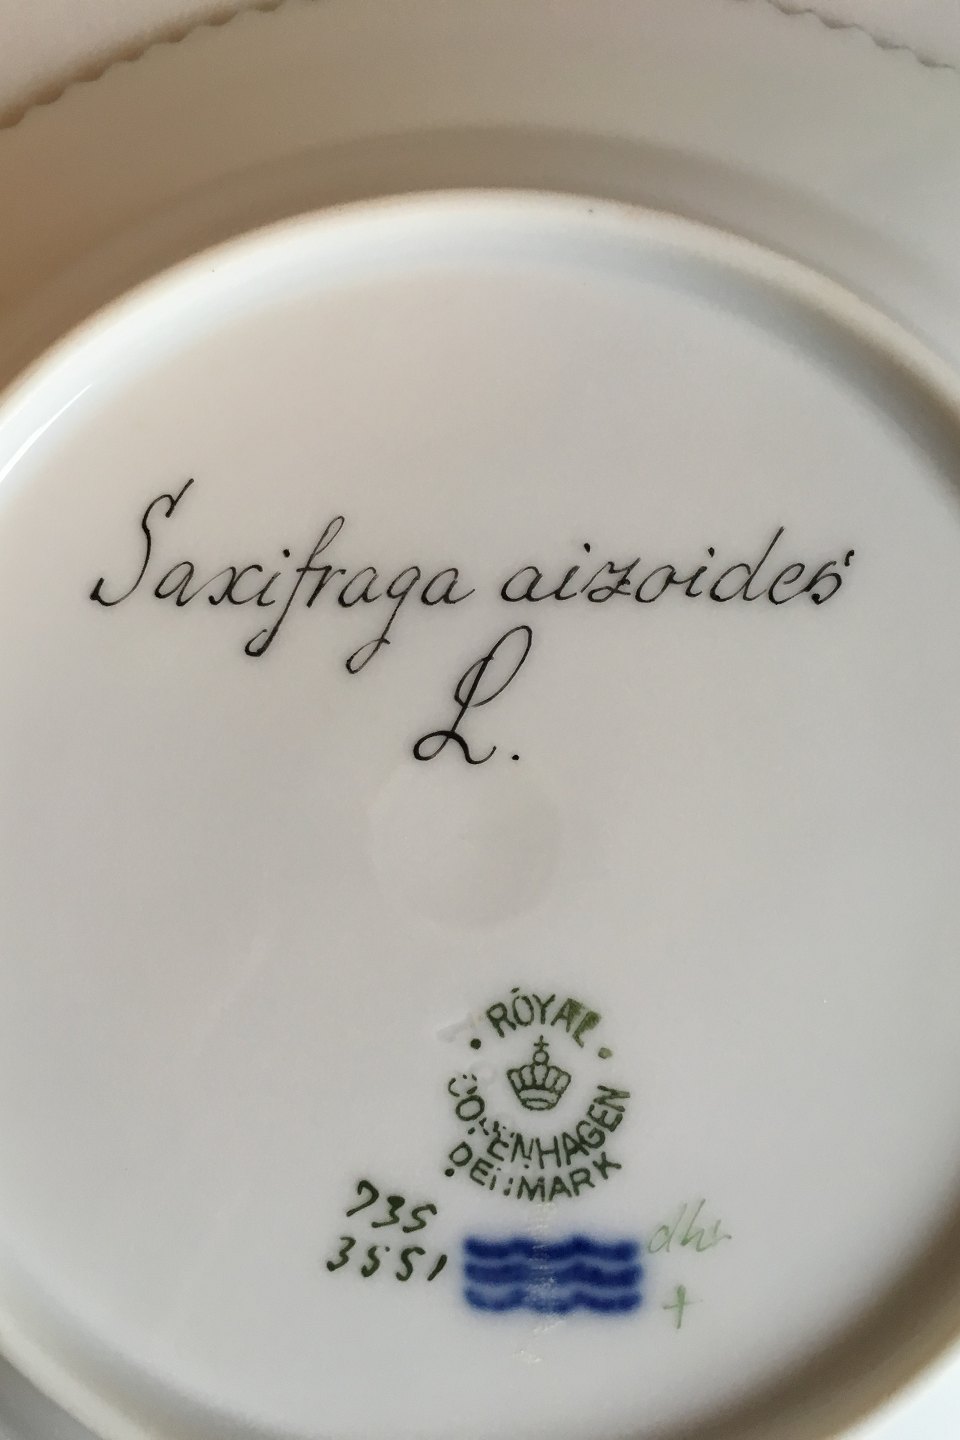 Saxifraga aizoides
L.
ROYAL
COPENHAGEN
DENMARK
735
3551